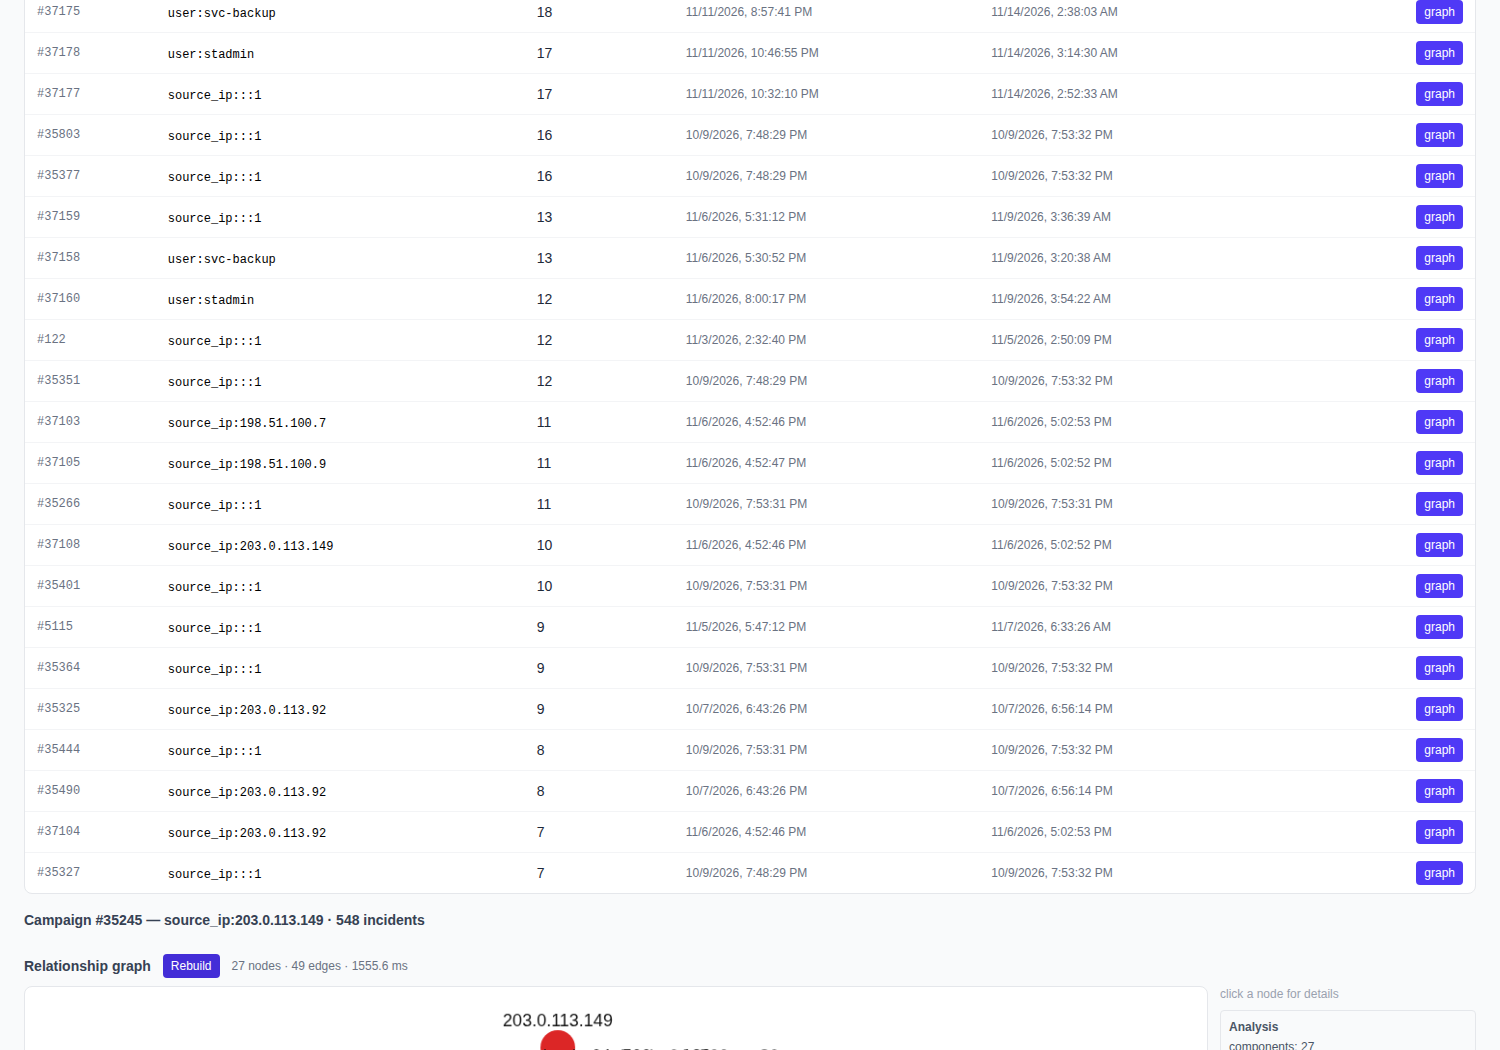 #37175 user:svc-backup 18 11/11/2026, 8:57:41 PM 11/14/2026, 2:38:03 AM graph
#37178 user:stadmin 17 11/11/2026, 10:46:55 PM 11/14/2026, 3:14:30 AM graph
#37177 source_ip:::1 17 11/11/2026, 10:32:10 PM 11/14/2026, 2:52:33 AM graph
#35803 source_ip:::1 16 10/9/2026, 7:48:29 PM 10/9/2026, 7:53:32 PM graph
#35377 source_ip:::1 16 10/9/2026, 7:48:29 PM 10/9/2026, 7:53:32 PM graph
#37159 source_ip:::1 13 11/6/2026, 5:31:12 PM 11/9/2026, 3:36:39 AM graph
#37158 user:svc-backup 13 11/6/2026, 5:30:52 PM 11/9/2026, 3:20:38 AM graph
#37160 user:stadmin 12 11/6/2026, 8:00:17 PM 11/9/2026, 3:54:22 AM graph
#122 source_ip:::1 12 11/3/2026, 2:32:40 PM 11/5/2026, 2:50:09 PM graph
#35351 source_ip:::1 12 10/9/2026, 7:48:29 PM 10/9/2026, 7:53:32 PM graph
#37103 source_ip:198.51.100.7 11 11/6/2026, 4:52:46 PM 11/6/2026, 5:02:53 PM graph
#37105 source_ip:198.51.100.9 11 11/6/2026, 4:52:47 PM 11/6/2026, 5:02:52 PM graph
#35266 source_ip:::1 11 10/9/2026, 7:53:31 PM 10/9/2026, 7:53:31 PM graph
#37108 source_ip:203.0.113.149 10 11/6/2026, 4:52:46 PM 11/6/2026, 5:02:52 PM graph
#35401 source_ip:::1 10 10/9/2026, 7:53:31 PM 10/9/2026, 7:53:32 PM graph
#5115 source_ip:::1 9 11/5/2026, 5:47:12 PM 11/7/2026, 6:33:26 AM graph
#35364 source_ip:::1 9 10/9/2026, 7:53:31 PM 10/9/2026, 7:53:32 PM graph
#35325 source_ip:203.0.113.92 9 10/7/2026, 6:43:26 PM 10/7/2026, 6:56:14 PM graph
#35444 source_ip:::1 8 10/9/2026, 7:53:31 PM 10/9/2026, 7:53:32 PM graph
#35490 source_ip:203.0.113.92 8 10/7/2026, 6:43:26 PM 10/7/2026, 6:56:14 PM graph
#37104 source_ip:203.0.113.92 7 11/6/2026, 4:52:46 PM 11/6/2026, 5:02:53 PM graph
#35327 source_ip:::1 7 10/9/2026, 7:48:29 PM 10/9/2026, 7:53:32 PM graph
Campaign #35245 — source_ip:203.0.113.149 · 548 incidents
Relationship graph Rebuild 27 nodes · 49 edges · 1555.6 ms
click a node for details
203.0.113.149
Analysis
components: 27